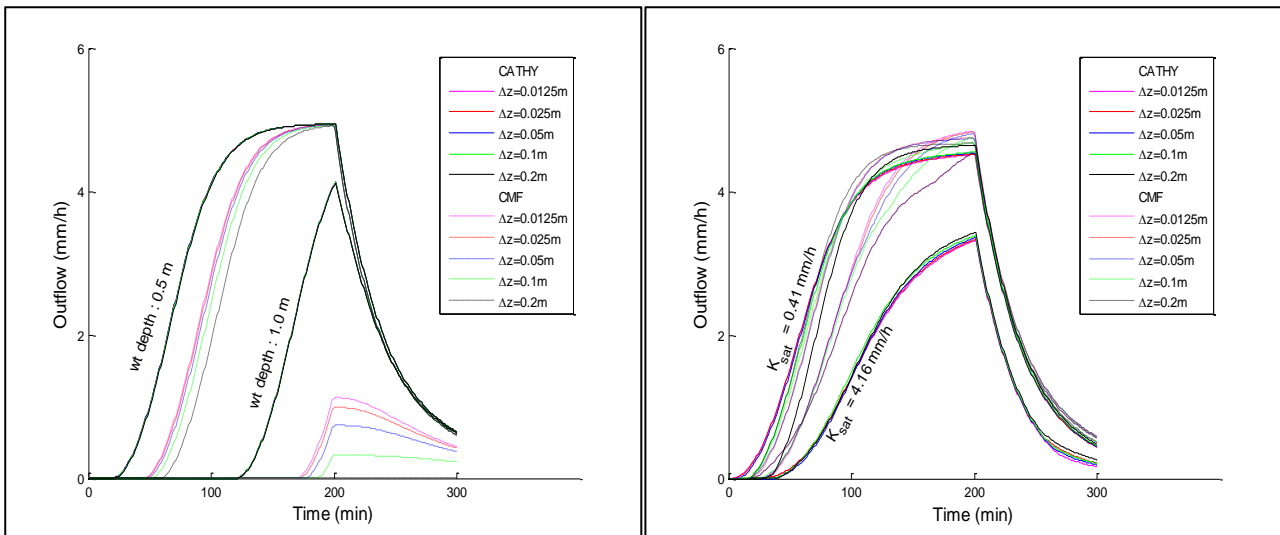 6
4
2
0
0
100
200
300
Outflow (mm/h)
Time (min)
wt depth : 0.5 m
wt depth : 1.0 m
CATHY
Δz=0.0125m
Δz=0.025m
Δz=0.05m
Δz=0.1m
Δz=0.2m
CMF
Δz=0.0125m
Δz=0.025m
Δz=0.05m
Δz=0.1m
Δz=0.2m
6
4
2
0
0
100
200
300
Outflow (mm/h)
Time (min)
Ksat = 0.41 mm/h
Ksat = 4.16 mm/h
CATHY
Δz=0.0125m
Δz=0.025m
Δz=0.05m
Δz=0.1m
Δz=0.2m
CMF
Δz=0.0125m
Δz=0.025m
Δz=0.05m
Δz=0.1m
Δz=0.2m